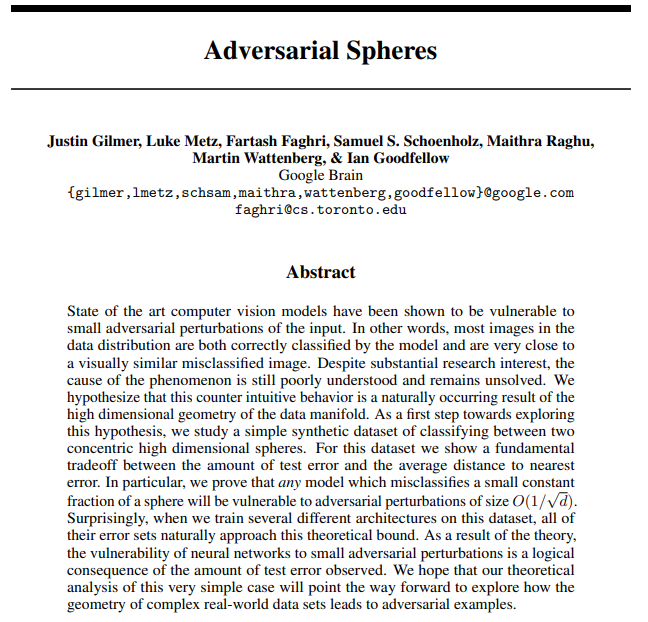 Adversarial Spheres
Justin Gilmer, Luke Metz, Fartash Faghri, Samuel S. Schoenholz, Maithra Raghu,
Martin Wattenberg, & Ian Goodfellow
Google Brain
{gilmer,lmetz,schsam,maithra,wattenberg,goodfellow}@google.com
faghri@cs.toronto.edu
Abstract
State of the art computer vision models have been shown to be vulnerable to
small adversarial perturbations of the input. In other words, most images in the
data distribution are both correctly classified by the model and are very close to
a visually similar misclassified image. Despite substantial research interest, the
cause of the phenomenon is still poorly understood and remains unsolved. We
hypothesize that this counter intuitive behavior is a naturally occurring result of the
high dimensional geometry of the data manifold. As a first step towards exploring
this hypothesis, we study a simple synthetic dataset of classifying between two
concentric high dimensional spheres. For this dataset we show a fundamental
tradeoff between the amount of test error and the average distance to nearest
error. In particular, we prove that any model which misclassifies a small constant
fraction of a sphere will be vulnerable to adversarial perturbations of size O(1/√d).
Surprisingly, when we train several different architectures on this dataset, all of
their error sets naturally approach this theoretical bound. As a result of the theory,
the vulnerability of neural networks to small adversarial perturbations is a logical
consequence of the amount of test error observed. We hope that our theoretical
analysis of this very simple case will point the way forward to explore how the
geometry of complex real-world data sets leads to adversarial examples.